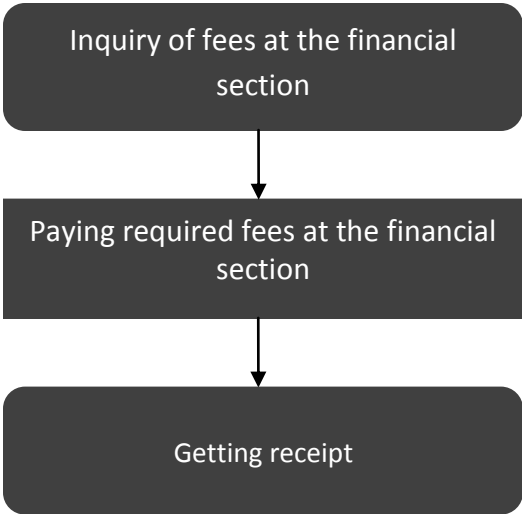 Inquiry of fees at the financial
section
Paying required fees at the financial
section
Getting receipt